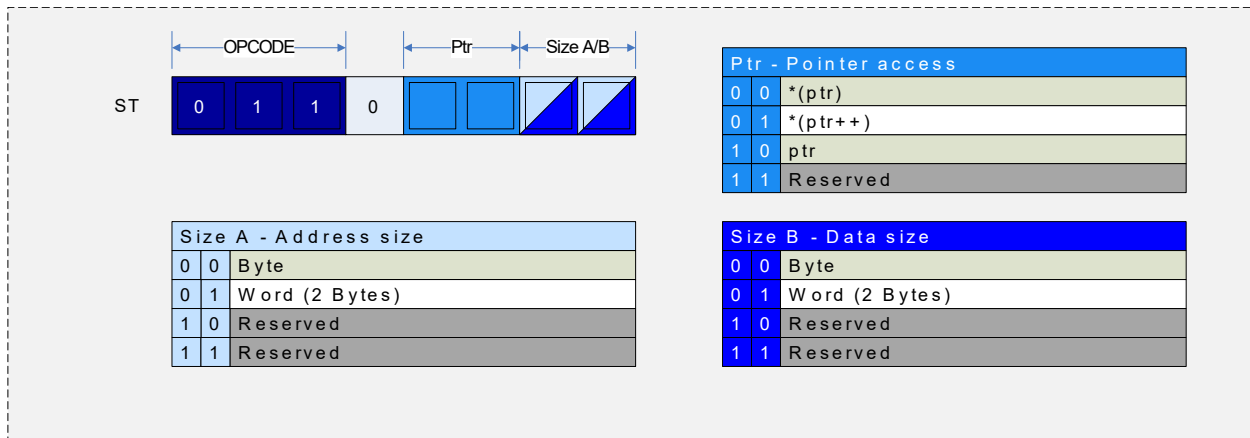 OPCODE Ptr Size A/B
ST 0 1 1 0
Ptr - Pointer access
0 0 *(ptr)
0 1 *(ptr++)
1 0 ptr
1 1 Reserved
Size A - Address size
0 0 Byte
0 1 Word (2 Bytes)
1 0 Reserved
1 1 Reserved
Size B - Data size
0 0 Byte
0 1 Word (2 Bytes)
1 0 Reserved
1 1 Reserved